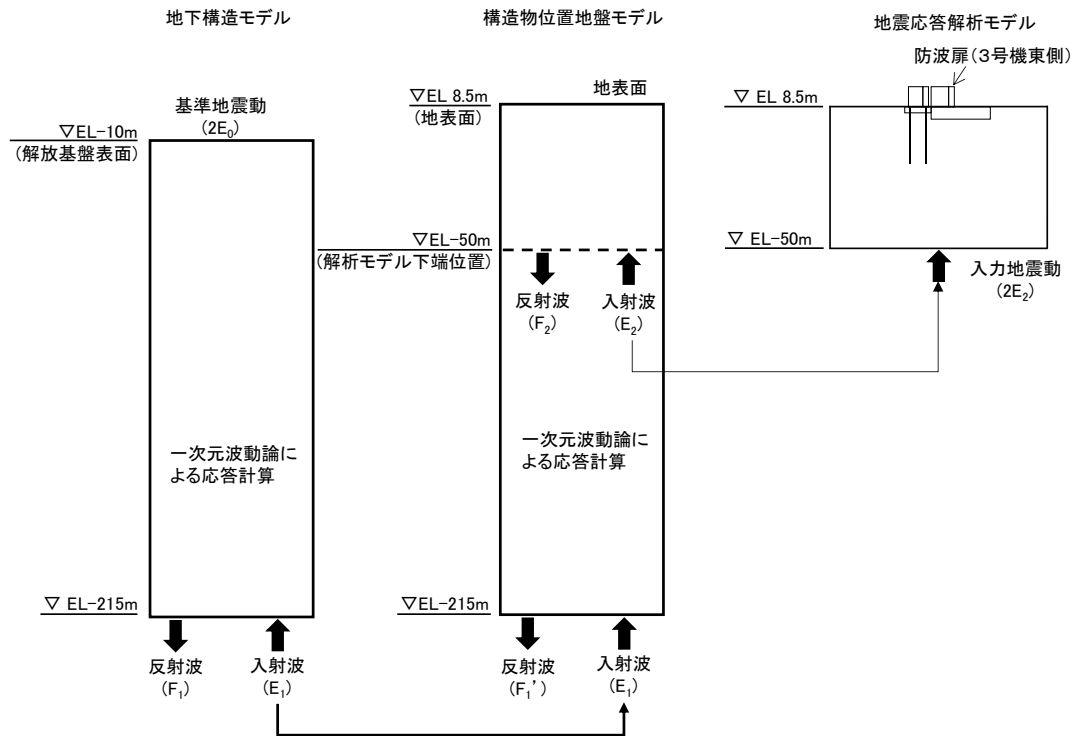 地下構造モデル
基準地震動
(2E₀)
▽EL-10m
(解放基盤表面)
一次元波動論に
よる応答計算
▽ EL-215m
反射波
(F₁)
入射波
(E₁)
構造物位置地盤モデル
▽EL 8.5m
(地表面)
地表面
▽EL-50m
(解析モデル下端位置)
反射波
(F₂)
入射波
(E₂)
一次元波動論に
よる応答計算
▽EL-215m
反射波
(F₁')
入射波
(E₁)
地震応答解析モデル
防波扉(3号機東側)
▽ EL 8.5m
▽ EL-50m
入力地震動
(2E₂)